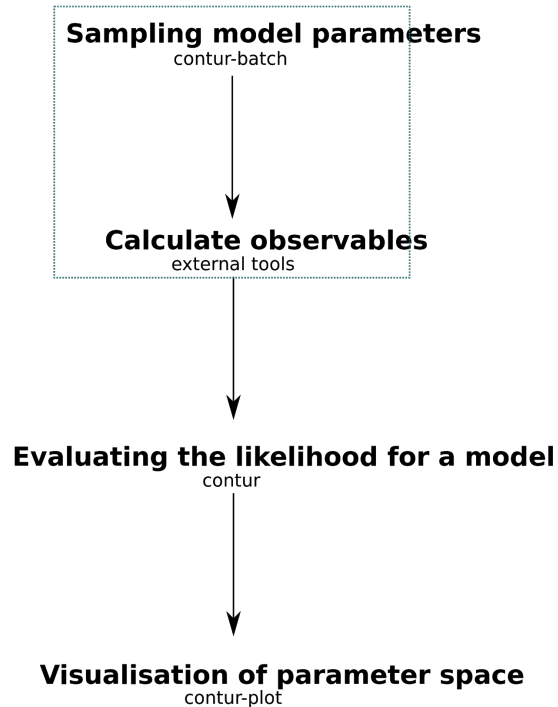 Sampling model parameters
contur-batch
Calculate observables
external tools
Evaluating the likelihood for a model
contur
Visualisation of parameter space
contur-plot